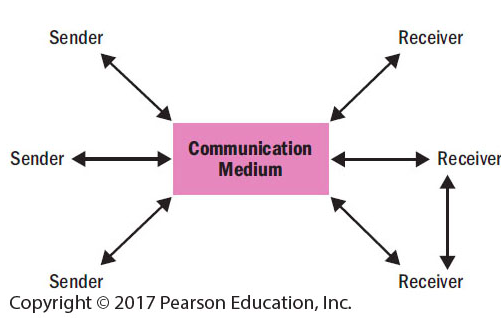 Sender
Receiver
Sender
Communication
Medium
Receiver
Sender
Receiver
Copyright © 2017 Pearson Education, Inc.